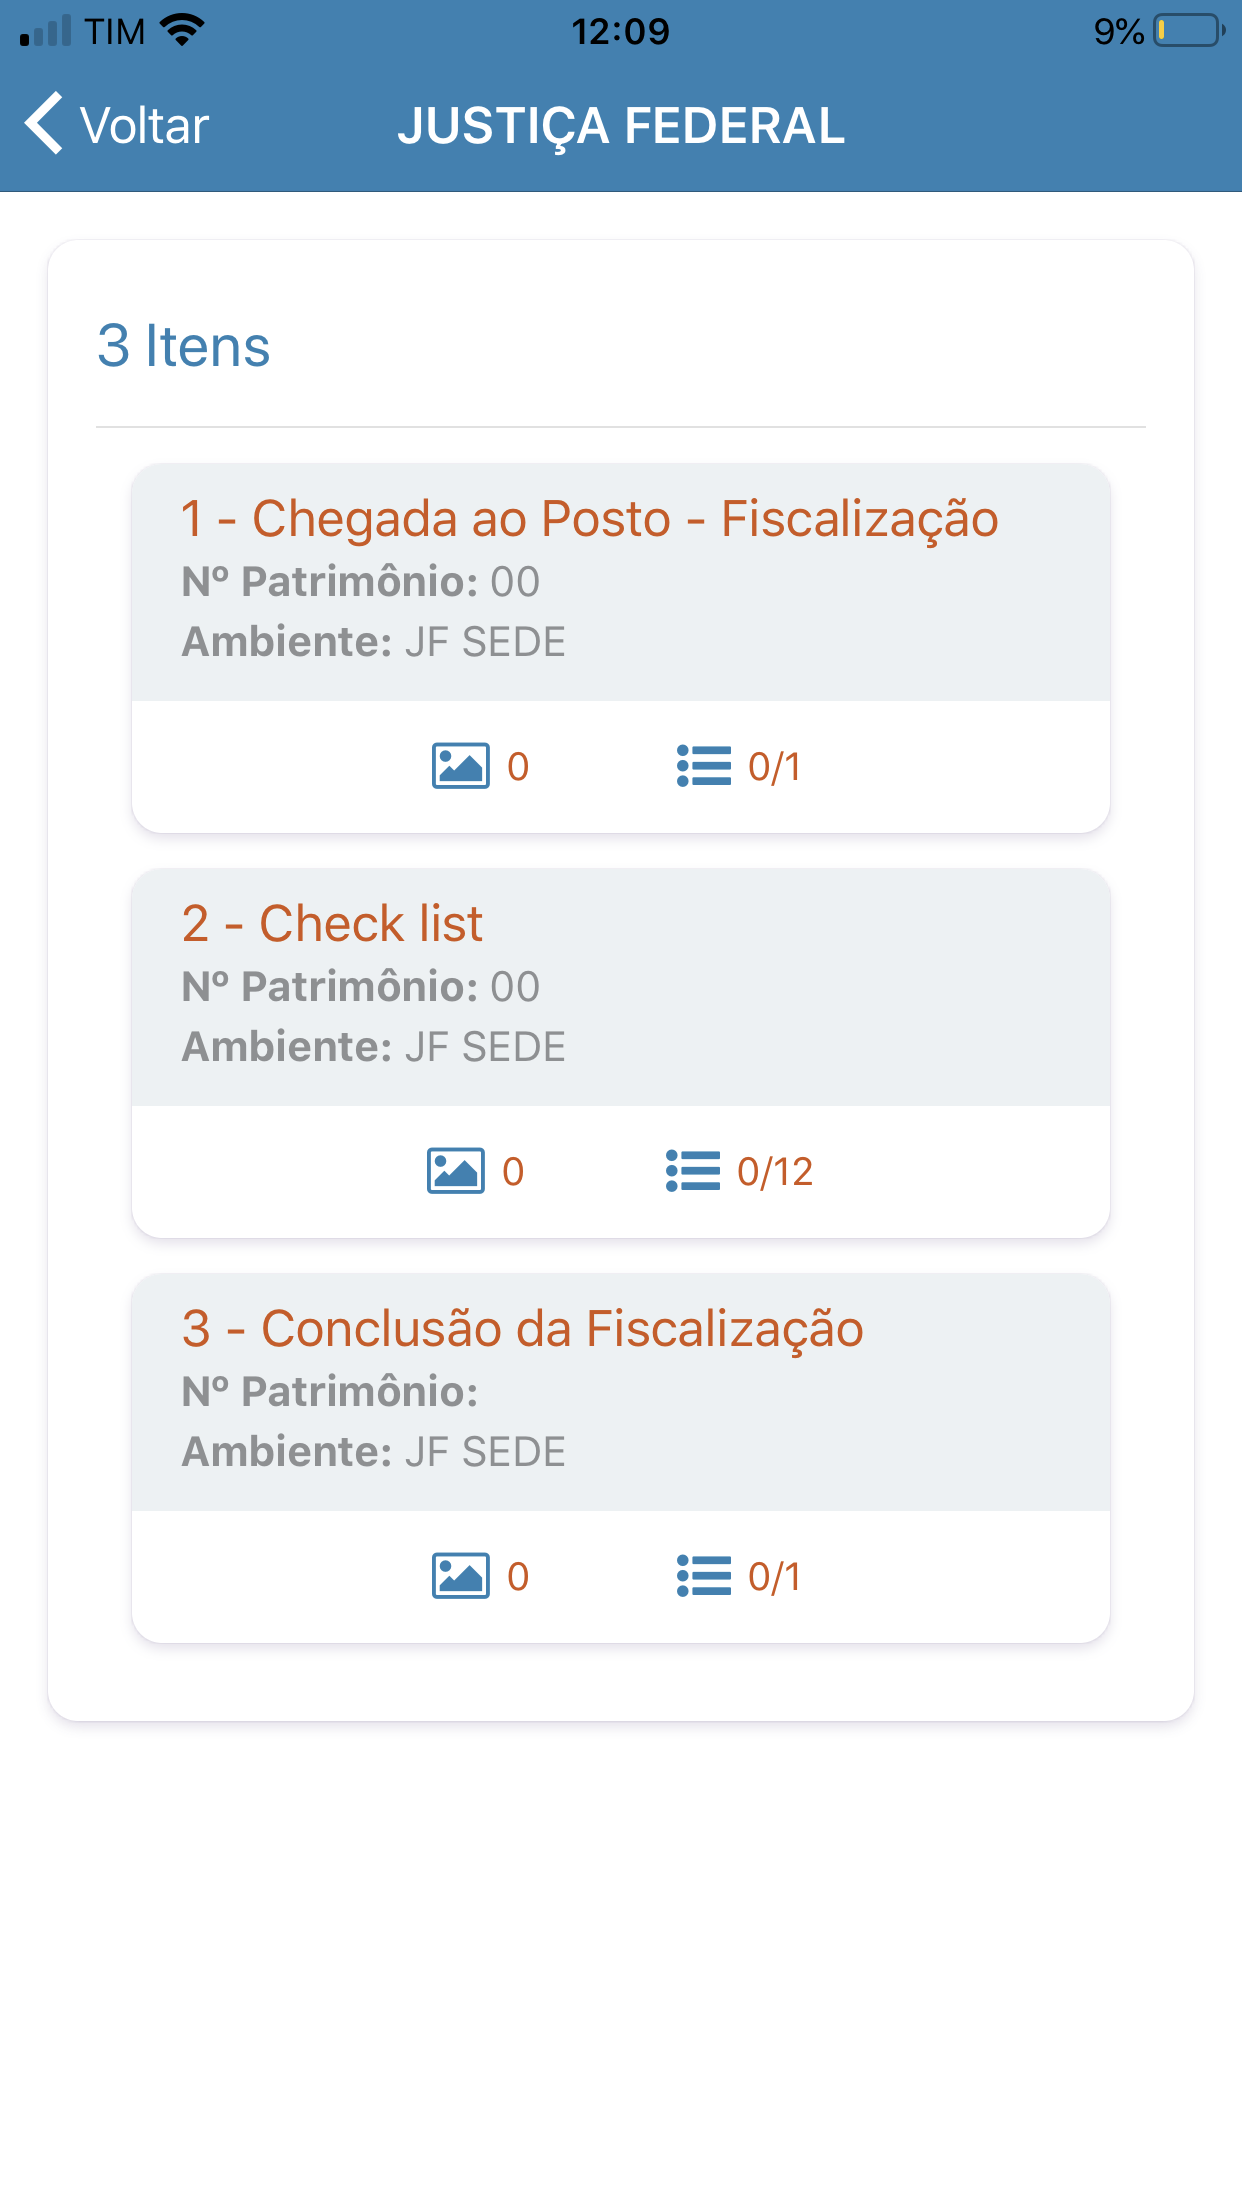 TIM 12:09 9%
Voltar JUSTIÇA FEDERAL
3 Itens
1 - Chegada ao Posto - Fiscalização
Nº Patrimônio: 00
Ambiente: JF SEDE
0 0/1
2 - Check list
Nº Patrimônio: 00
Ambiente: JF SEDE
0 0/12
3 - Conclusão da Fiscalização
Nº Patrimônio:
Ambiente: JF SEDE
0 0/1